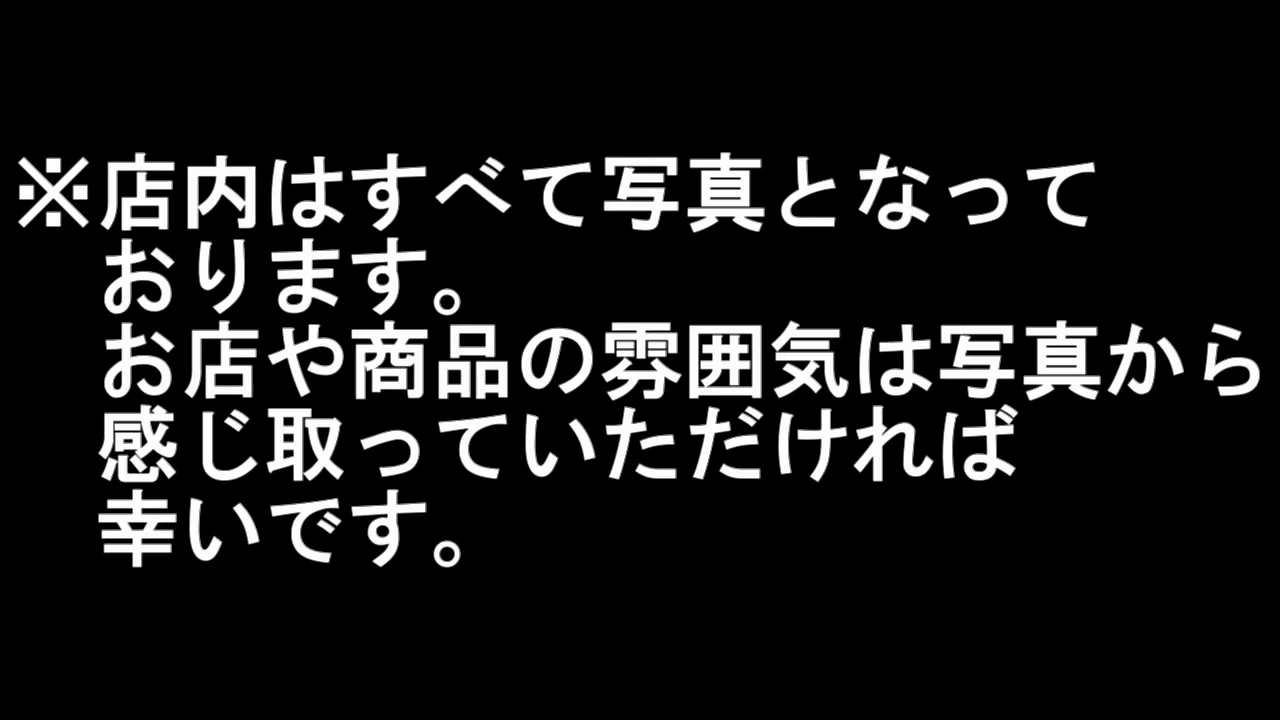 ※店内はすべて写真となって
おります。
お店や商品の雰囲気は写真から
感じ取っていただければ
幸いです。